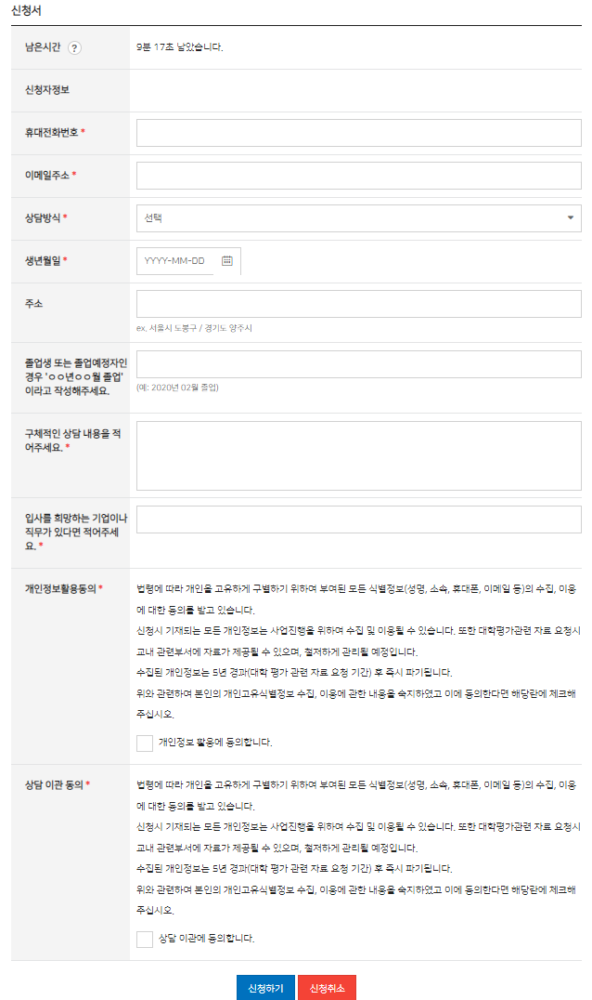 신청서
남은시간 ?
9분 17초 남았습니다.
신청자정보
휴대전화번호 *
이메일주소 *
상담방식 *
선택
생년월일 *
YYYY-MM-DD
주소
ex. 서울시 도봉구 / 경기도 양주시
졸업생 또는 졸업예정자인
경우 'ㅇㅇ년ㅇㅇ월 졸업'
이라고 작성해주세요.
(예: 2020년 02월 졸업)
구체적인 상담 내용을 적
어주세요. *
입사를 희망하는 기업이나
직무가 있다면 적어주세
요. *
개인정보활용동의 *
법령에 따라 개인을 고유하게 구별하기 위하여 부여된 모든 식별정보(성명, 소속, 휴대폰, 이메일 등)의 수집, 이용
에 대한 동의를 받고 있습니다.
신청시 기재되는 모든 개인정보는 사업진행을 위하여 수집 및 이용될 수 있습니다. 또한 대학평가관련 자료 요청시
교내 관련부서에 자료가 제공될 수 있으며, 철저하게 관리될 예정입니다.
수집된 개인정보는 5년 경과(대학 평가 관련 자료 요청 기간) 후 즉시 파기됩니다.
위와 관련하여 본인의 개인고유식별정보 수집, 이용에 관한 내용을 숙지하였고 이에 동의한다면 해당란에 체크해
주십시오.
개인정보 활용에 동의합니다.
상담 이관 동의 *
법령에 따라 개인을 고유하게 구별하기 위하여 부여된 모든 식별정보(성명, 소속, 휴대폰, 이메일 등)의 수집, 이용
에 대한 동의를 받고 있습니다.
신청시 기재되는 모든 개인정보는 사업진행을 위하여 수집 및 이용될 수 있습니다. 또한 대학평가관련 자료 요청시
교내 관련부서에 자료가 제공될 수 있으며, 철저하게 관리될 예정입니다.
수집된 개인정보는 5년 경과(대학 평가 관련 자료 요청 기간) 후 즉시 파기됩니다.
위와 관련하여 본인의 개인고유식별정보 수집, 이용에 관한 내용을 숙지하였고 이에 동의한다면 해당란에 체크해
주십시오.
상담 이관에 동의합니다.
신청하기 신청취소